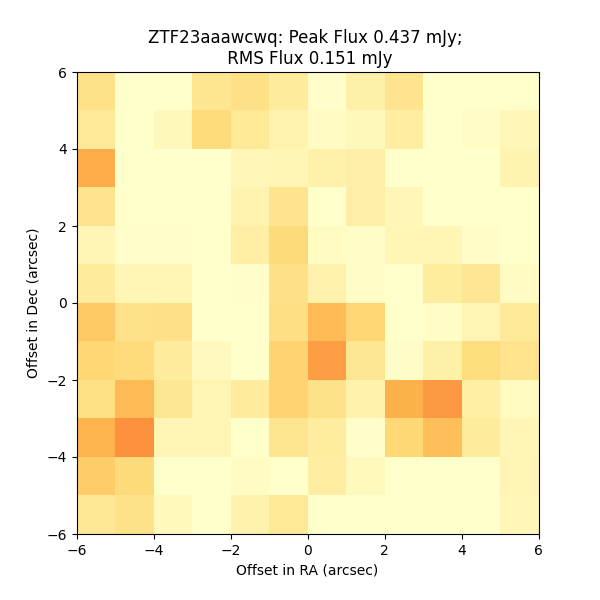 ZTF23aaawcwq: Peak Flux 0.437 mJy;
RMS Flux 0.151 mJy
6
4
2
0
−2
−4
−6
Offset in Dec (arcsec)
−6 −4 −2 0 2 4 6
Offset in RA (arcsec)